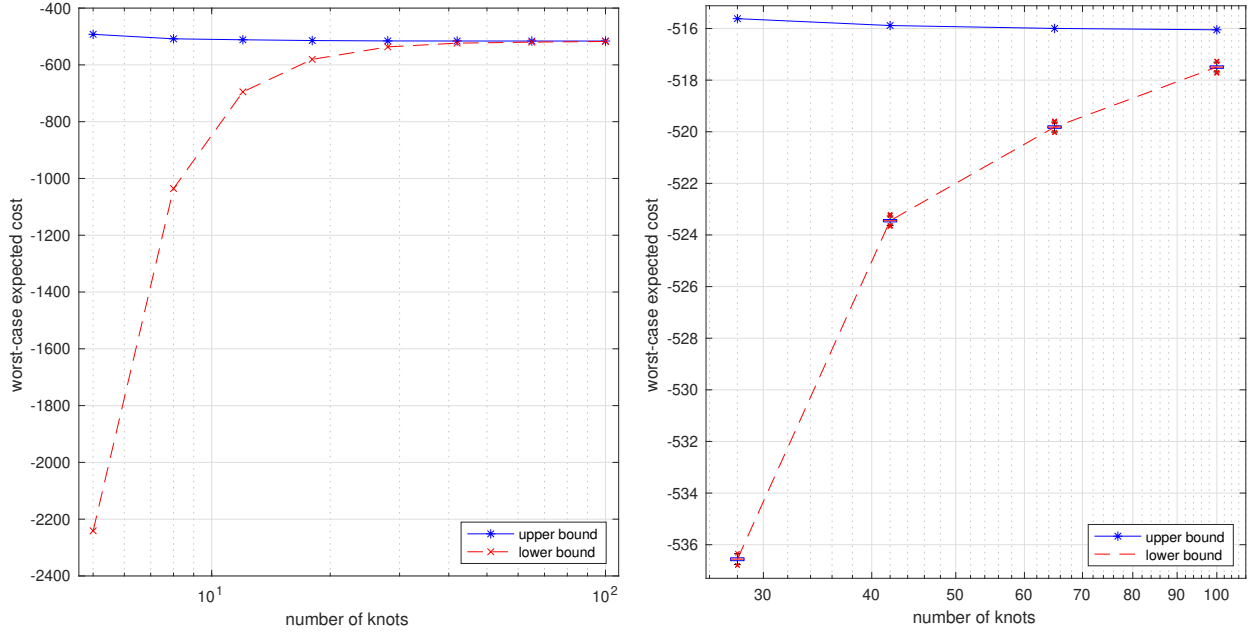 -400
-600
-800
-1000
-1200
-1400
-1600
-1800
-2000
-2200
-2400
worst-case expected cost
10^1
10^2
number of knots
upper bound
lower bound
-516
-518
-520
-522
-524
-526
-528
-530
-532
-534
-536
worst-case expected cost
30 40 50 60 70 80 90 100
number of knots
upper bound
lower bound